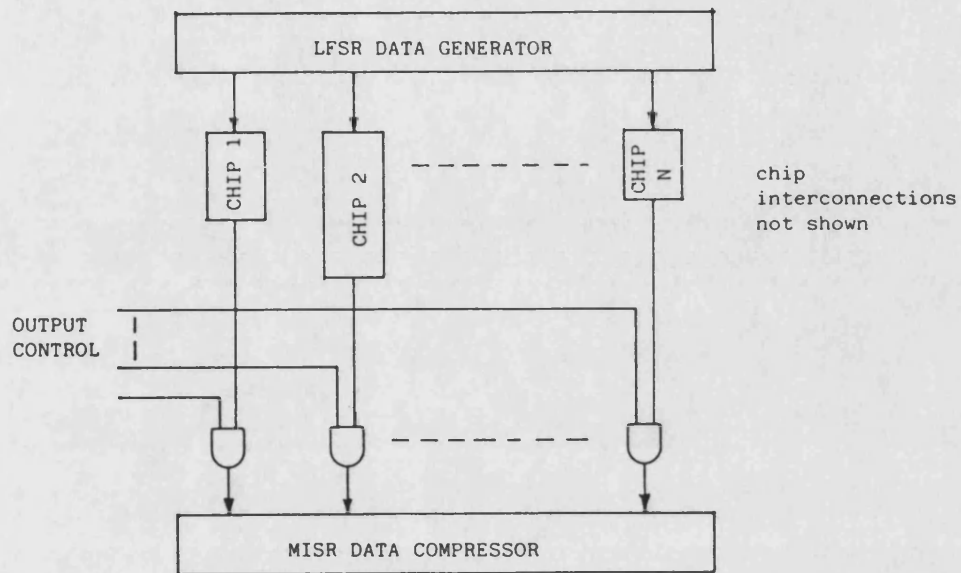 LFSR DATA GENERATOR
CHIP 1
CHIP 2
CHIP
N
chip
interconnections
not shown
OUTPUT
CONTROL
MISR DATA COMPRESSOR